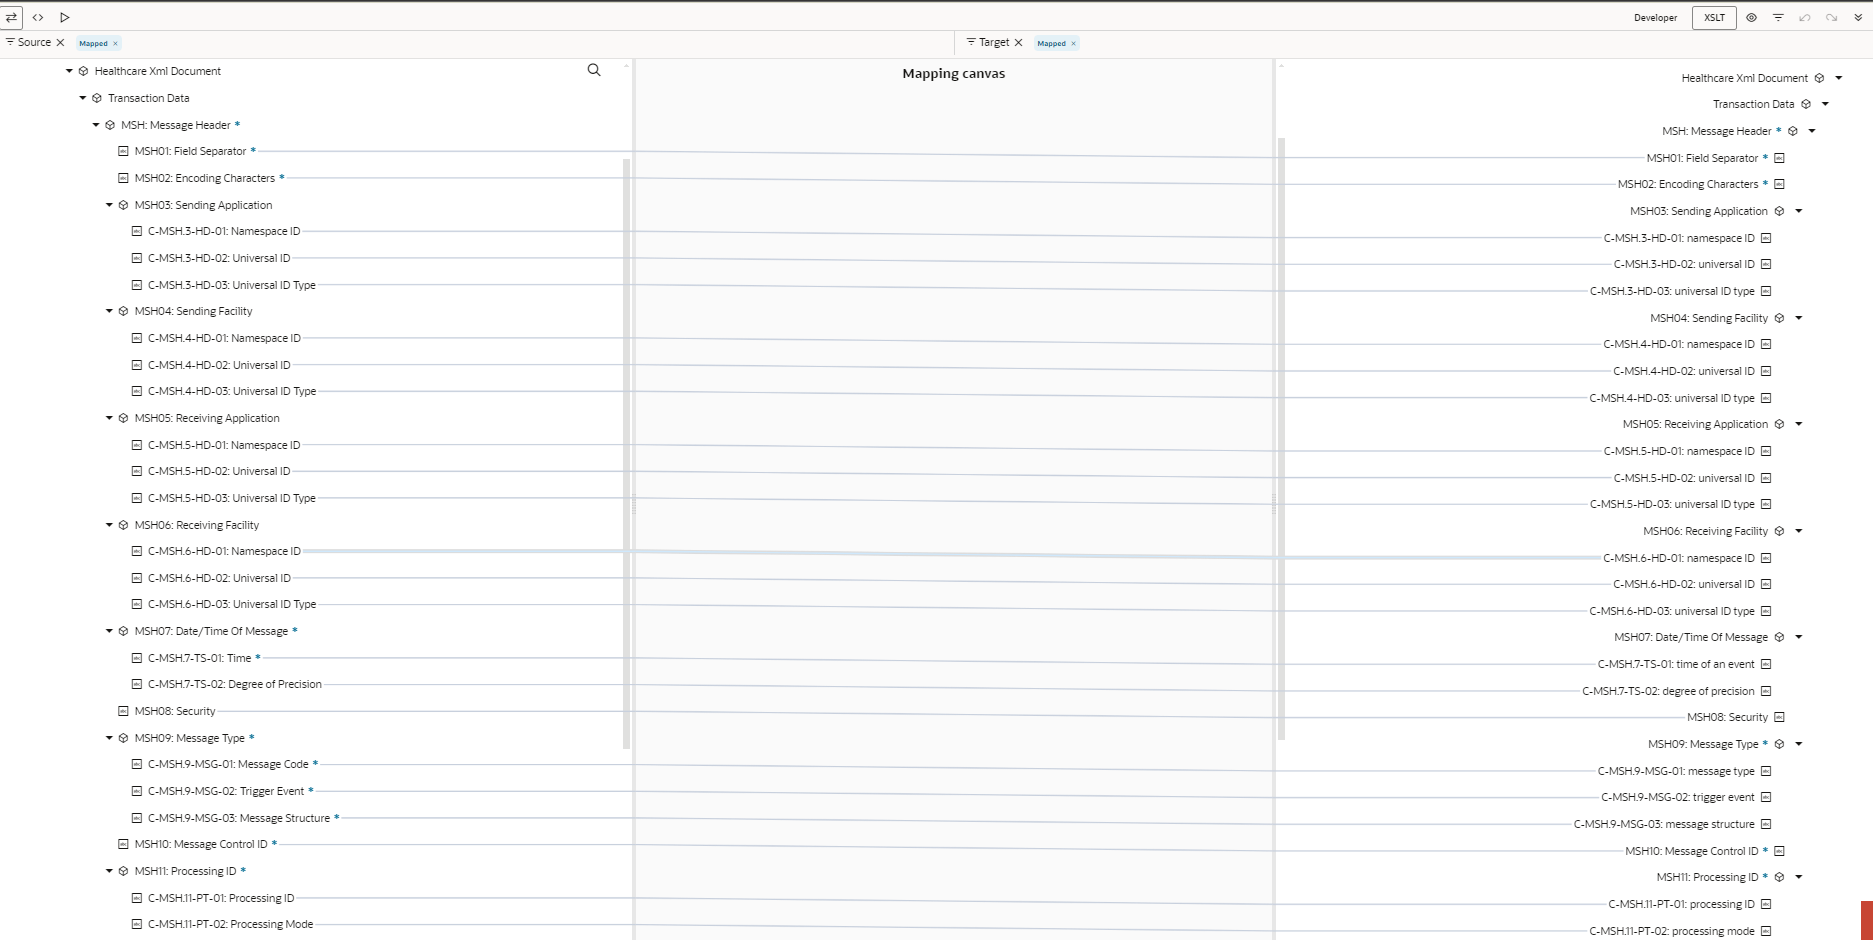 Developer XSLT
Source Mapped
Target Mapped
Healthcare Xml Document
Transaction Data
MSH: Message Header *
MSH01: Field Separator *
MSH02: Encoding Characters *
MSH03: Sending Application
C-MSH.3-HD-01: Namespace ID
C-MSH.3-HD-02: Universal ID
C-MSH.3-HD-03: Universal ID Type
MSH04: Sending Facility
C-MSH.4-HD-01: Namespace ID
C-MSH.4-HD-02: Universal ID
C-MSH.4-HD-03: Universal ID Type
MSH05: Receiving Application
C-MSH.5-HD-01: Namespace ID
C-MSH.5-HD-02: Universal ID
C-MSH.5-HD-03: Universal ID Type
MSH06: Receiving Facility
C-MSH.6-HD-01: Namespace ID
C-MSH.6-HD-02: Universal ID
C-MSH.6-HD-03: Universal ID Type
MSH07: Date/Time Of Message *
C-MSH.7-TS-01: Time *
C-MSH.7-TS-02: Degree of Precision
MSH08: Security
MSH09: Message Type *
C-MSH.9-MSG-01: Message Code *
C-MSH.9-MSG-02: Trigger Event *
C-MSH.9-MSG-03: Message Structure *
MSH10: Message Control ID *
MSH11: Processing ID *
C-MSH.11-PT-01: Processing ID
C-MSH.11-PT-02: Processing Mode
Mapping canvas
Healthcare Xml Document
Transaction Data
MSH: Message Header *
MSH01: Field Separator *
MSH02: Encoding Characters *
MSH03: Sending Application
C-MSH.3-HD-01: namespace ID
C-MSH.3-HD-02: universal ID
C-MSH.3-HD-03: universal ID type
MSH04: Sending Facility
C-MSH.4-HD-01: namespace ID
C-MSH.4-HD-02: universal ID
C-MSH.4-HD-03: universal ID type
MSH05: Receiving Application
C-MSH.5-HD-01: namespace ID
C-MSH.5-HD-02: universal ID
C-MSH.5-HD-03: universal ID type
MSH06: Receiving Facility
C-MSH.6-HD-01: namespace ID
C-MSH.6-HD-02: universal ID
C-MSH.6-HD-03: universal ID type
MSH07: Date/Time Of Message
C-MSH.7-TS-01: time of an event
C-MSH.7-TS-02: degree of precision
MSH08: Security
MSH09: Message Type *
C-MSH.9-MSG-01: message type
C-MSH.9-MSG-02: trigger event
C-MSH.9-MSG-03: message structure
MSH10: Message Control ID *
MSH11: Processing ID *
C-MSH.11-PT-01: processing ID
C-MSH.11-PT-02: processing mode